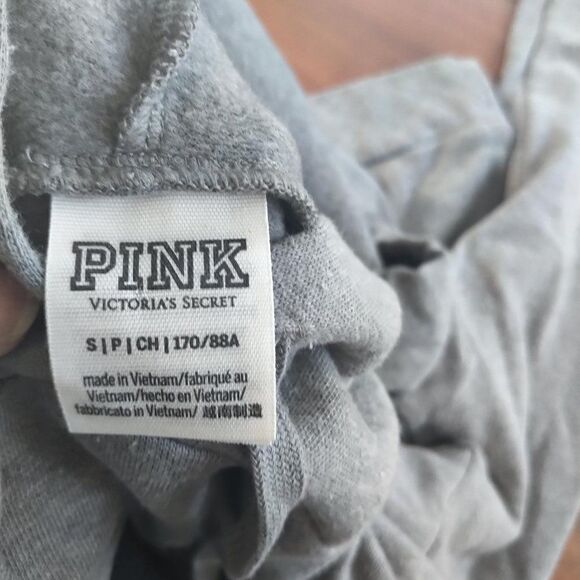 PINK
VICTORIA'S SECRET
S|P|CH|170/88A
made in Vietnam/fabriqué au
Vietnam/hecho en Vietnam/
fabbricato in Vietnam/ 越南制造